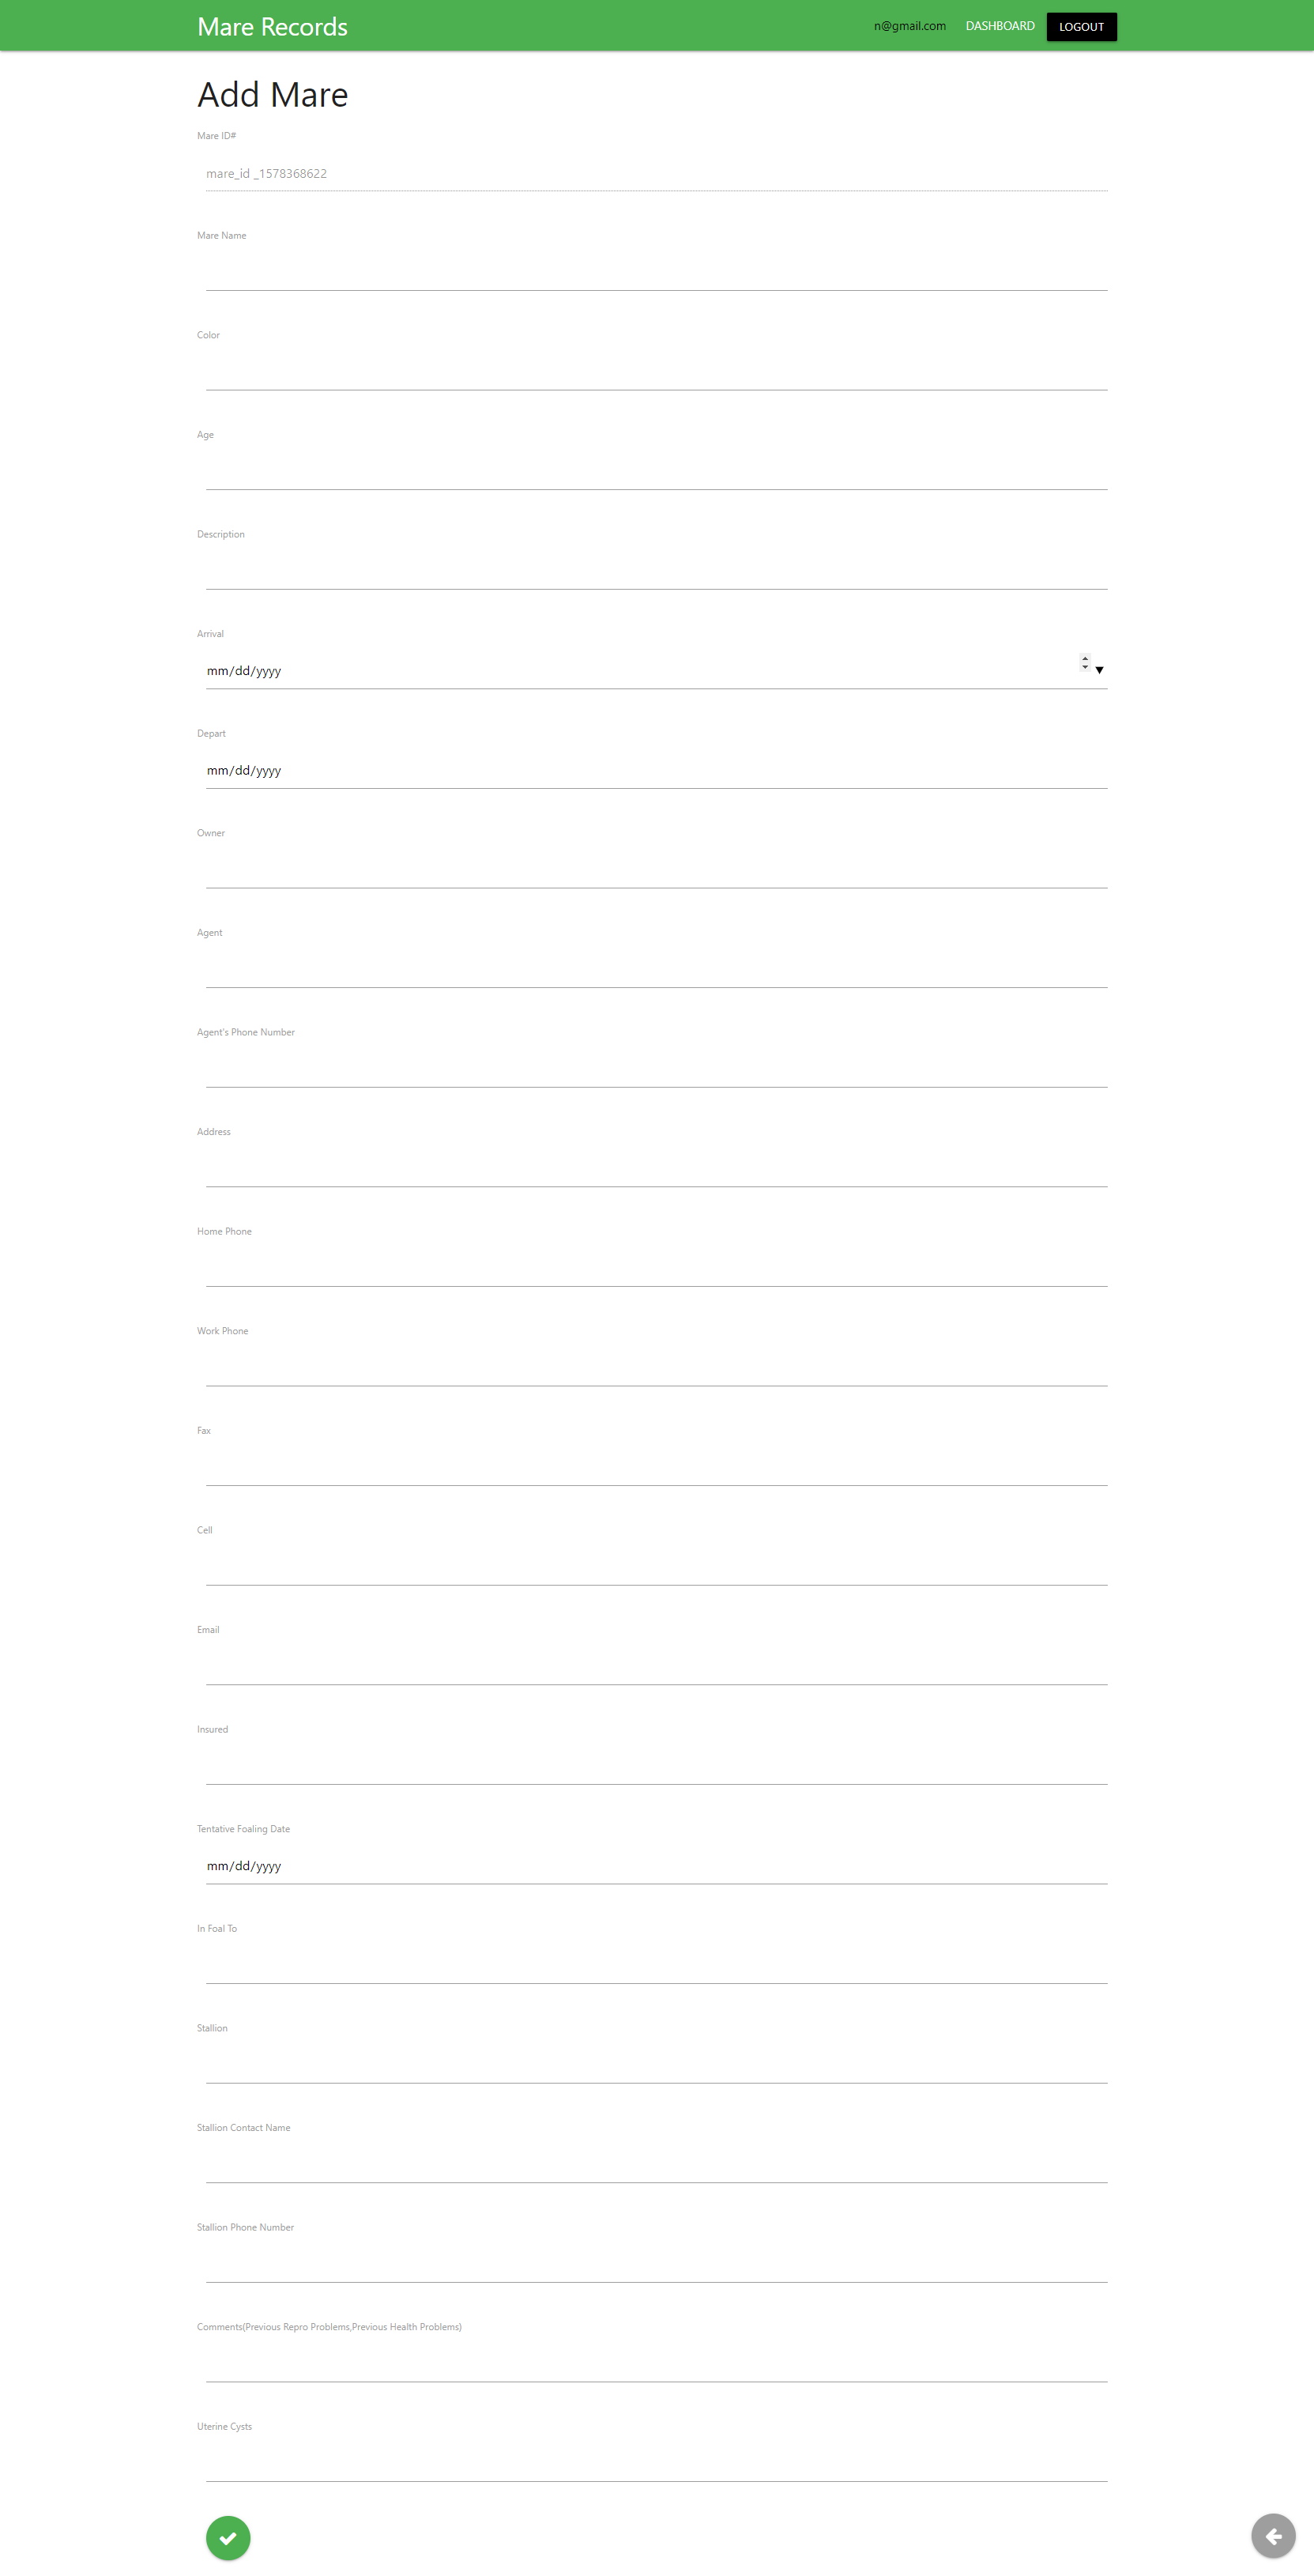 Mare Records
n@gmail.com DASHBOARD LOGOUT
Add Mare
Mare ID#
mare_id _1578368622
Mare Name
Color
Age
Description
Arrival
mm/dd/yyyy
Depart
mm/dd/yyyy
Owner
Agent
Agent's Phone Number
Address
Home Phone
Work Phone
Fax
Cell
Email
Insured
Tentative Foaling Date
mm/dd/yyyy
In Foal To
Stallion
Stallion Contact Name
Stallion Phone Number
Comments(Previous Repro Problems,Previous Health Problems)
Uterine Cysts